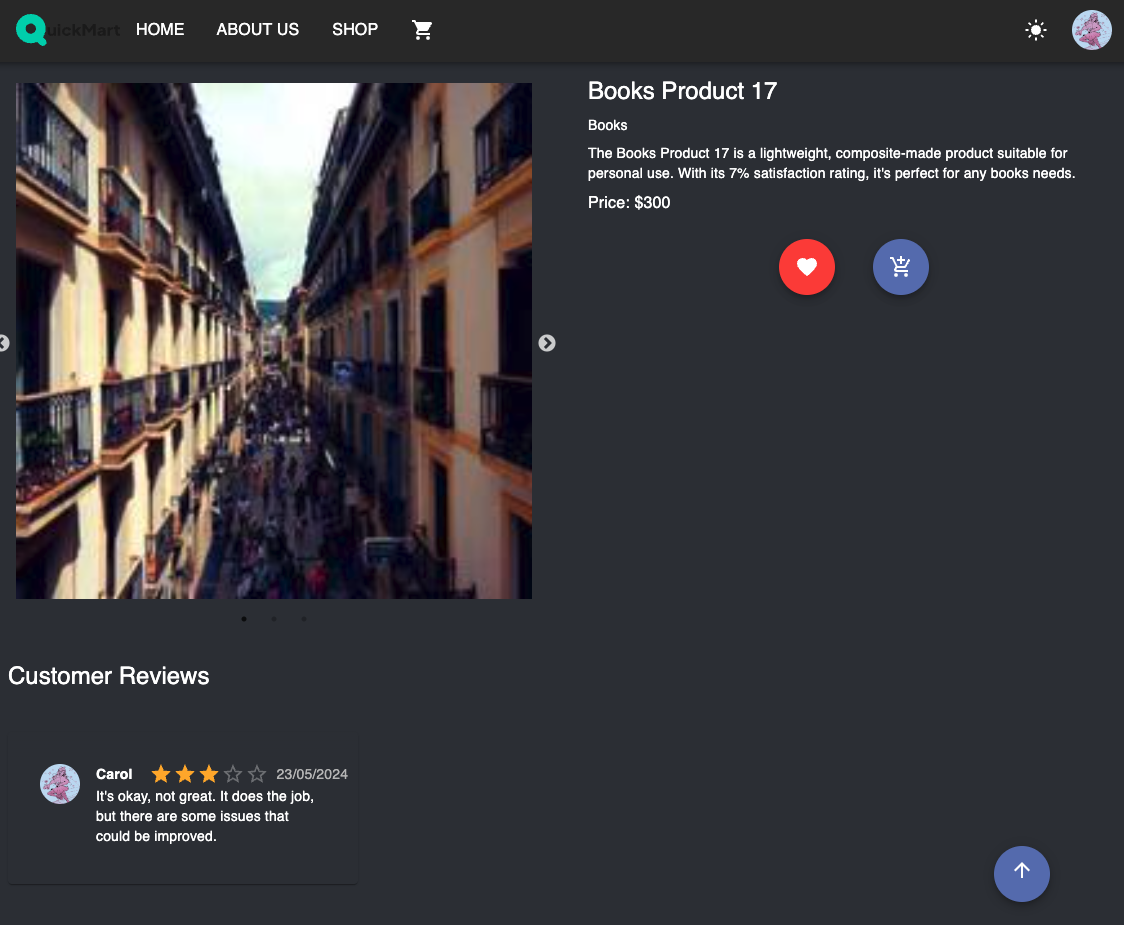 QuickMart HOME ABOUT US SHOP
Books Product 17
Books
The Books Product 17 is a lightweight, composite-made product suitable for
personal use. With its 7% satisfaction rating, it's perfect for any books needs.
Price: $300
Customer Reviews
Carol 23/05/2024
It's okay, not great. It does the job,
but there are some issues that
could be improved.